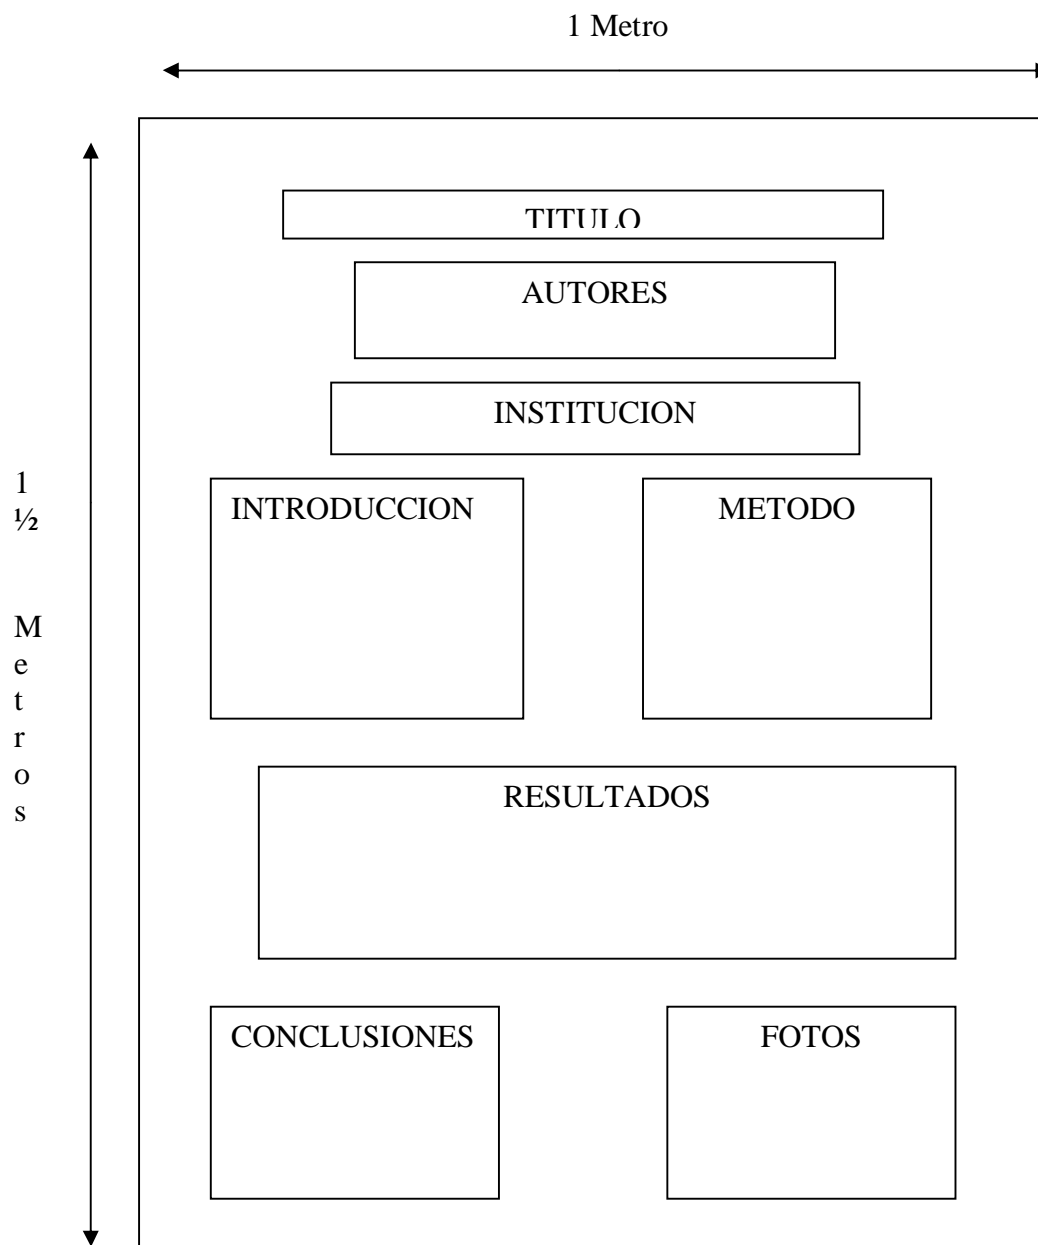 1 Metro
TITULO
AUTORES
INSTITUCION
1
½
M
e
t
r
o
s
INTRODUCCION
METODO
RESULTADOS
CONCLUSIONES
FOTOS